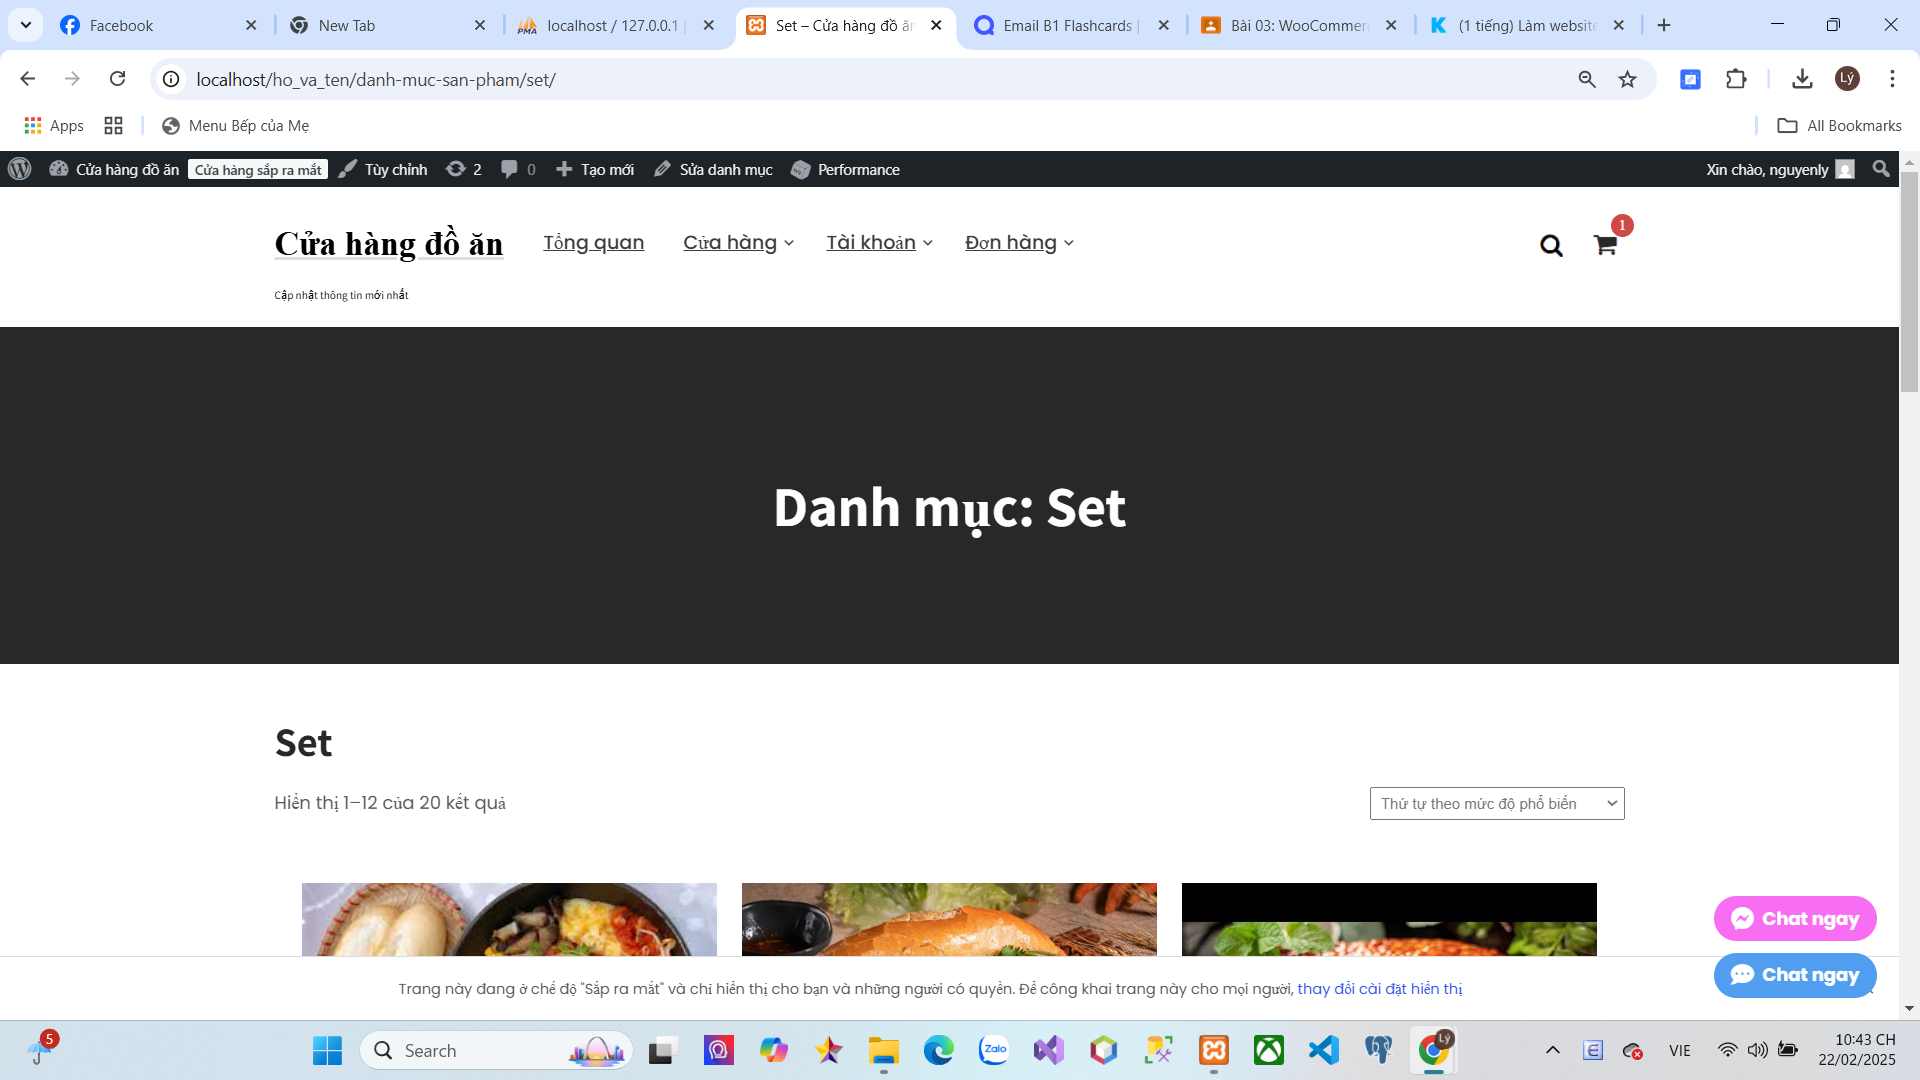 Facebook
New Tab
localhost / 127.0.0.1 |
Set – Cửa hàng đồ ăn
Email B1 Flashcards |
Bài 03: WooCommerc
(1 tiếng) Làm website
localhost/ho_va_ten/danh-muc-san-pham/set/
Lý
Apps
Menu Bếp của Mẹ
All Bookmarks
Cửa hàng đồ ăn
Cửa hàng sắp ra mắt
Tùy chỉnh
2
0
Tạo mới
Sửa danh mục
Performance
Xin chào, nguyenly
Cửa hàng đồ ăn
Tổng quan
Cửa hàng
Tài khoản
Đơn hàng
1
Cập nhật thông tin mới nhất
Danh mục: Set
Set
Hiển thị 1–12 của 20 kết quả
Thứ tự theo mức độ phổ biến
Chat ngay
Chat ngay
Trang này đang ở chế độ "Sắp ra mắt" và chỉ hiển thị cho bạn và những người có quyền. Để công khai trang này cho mọi người, thay đổi cài đặt hiển thị
5
Search
Zalo
Lý
VIE
10:43 CH
22/02/2025